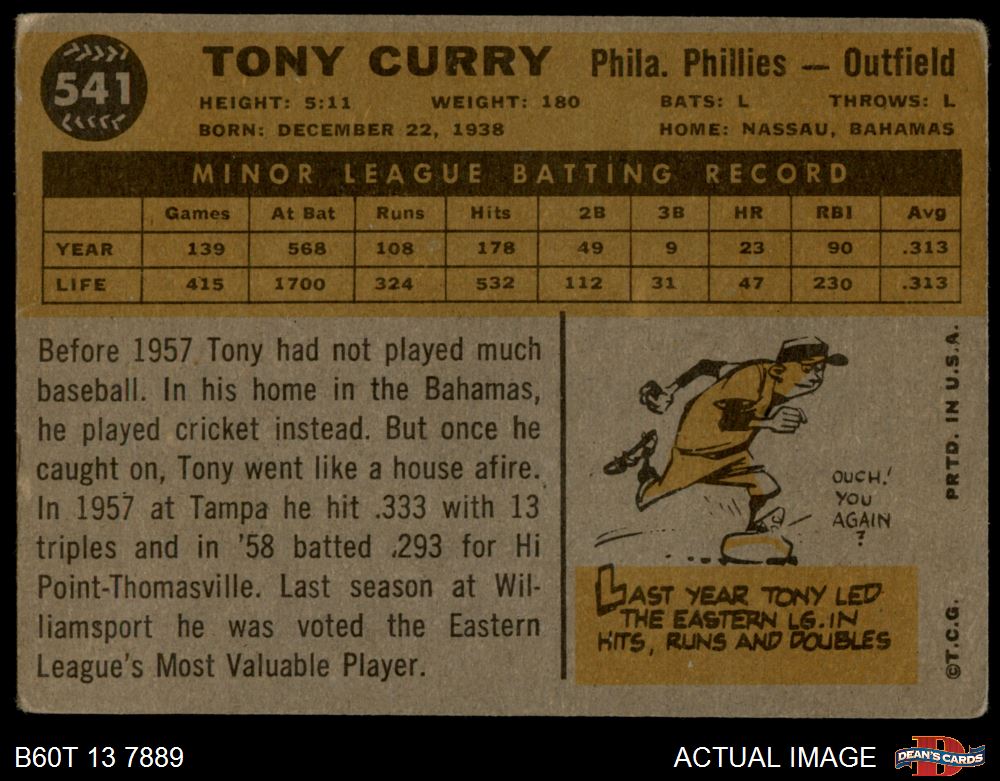 541
TONY CURRY Phila. Phillies — Outfield
HEIGHT: 5:11 WEIGHT: 180 BATS: L THROWS: L
BORN: DECEMBER 22, 1938 HOME: NASSAU, BAHAMAS
MINOR LEAGUE BATTING RECORD
Games At Bat Runs Hits 2B 3B HR RBI Avg
YEAR 139 568 108 178 49 9 23 90 .313
LIFE 415 1700 324 532 112 31 47 230 .313
Before 1957 Tony had not played much
baseball. In his home in the Bahamas,
he played cricket instead. But once he
caught on, Tony went like a house afire.
In 1957 at Tampa he hit .333 with 13
triples and in '58 batted .293 for Hi
Point-Thomasville. Last season at Wil-
liamsport he was voted the Eastern
League's Most Valuable Player.
OUCH!
YOU
AGAIN
?
LAST YEAR TONY LED
THE EASTERN LG. IN
HITS, RUNS AND DOUBLES
©T.C.G. PRTD. IN U.S.A.
B60T 13 7889 ACTUAL IMAGE
D
DEAN'S CARDS